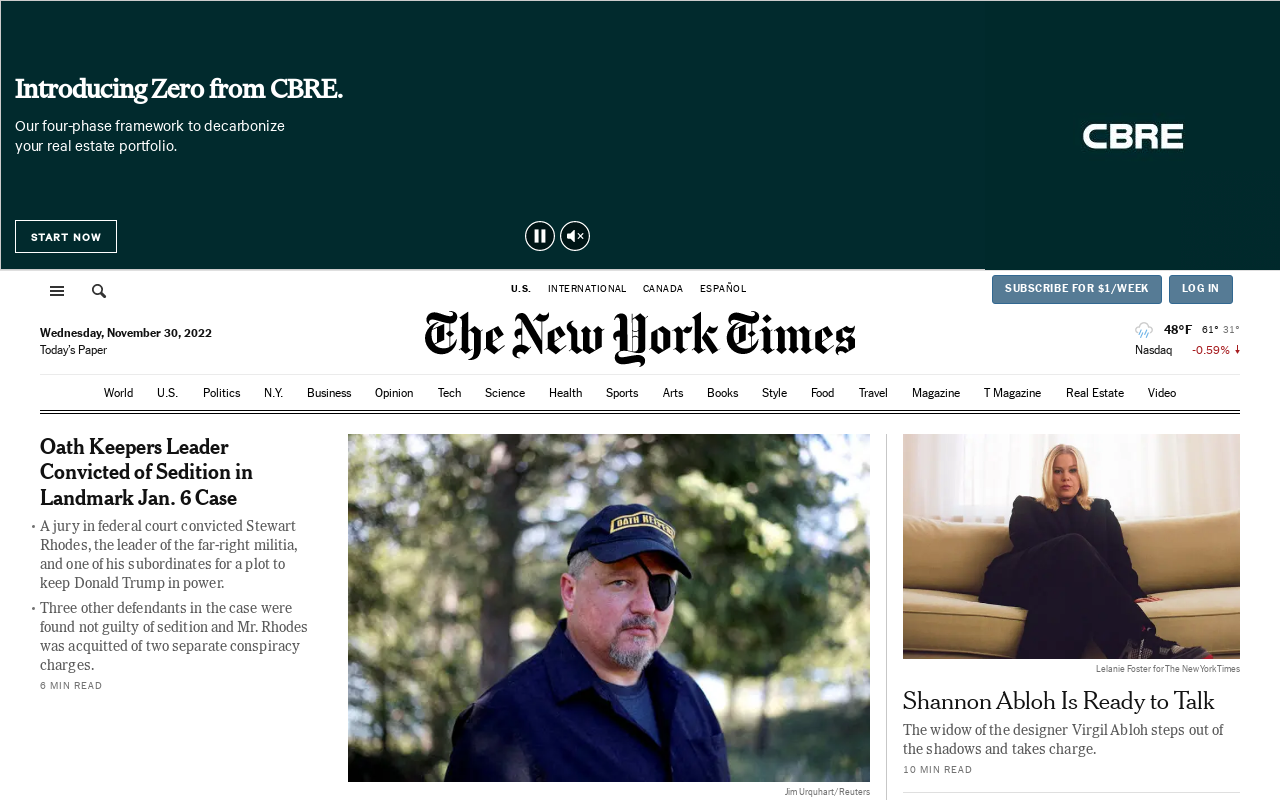 Introducing Zero from CBRE.
Our four-phase framework to decarbonize
your real estate portfolio.
CBRE
START NOW
U.S. INTERNATIONAL CANADA ESPAÑOL
SUBSCRIBE FOR $1/WEEK LOG IN
Wednesday, November 30, 2022
Today's Paper
The New York Times
48°F 61° 31°
Nasdaq -0.59%
World U.S. Politics N.Y. Business Opinion Tech Science Health Sports Arts Books Style Food Travel Magazine T Magazine Real Estate Video
Oath Keepers Leader
Convicted of Sedition in
Landmark Jan. 6 Case
• A jury in federal court convicted Stewart
Rhodes, the leader of the far-right militia,
and one of his subordinates for a plot to
keep Donald Trump in power.
• Three other defendants in the case were
found not guilty of sedition and Mr. Rhodes
was acquitted of two separate conspiracy
charges.
6 MIN READ
OATH KEEPERS
Jim Urquhart/Reuters
Lelanie Foster for The New York Times
Shannon Abloh Is Ready to Talk
The widow of the designer Virgil Abloh steps out of
the shadows and takes charge.
10 MIN READ